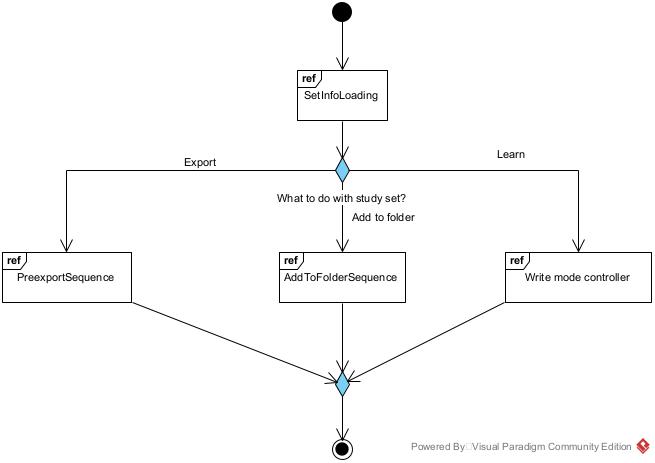 ref
SetInfoLoading
Export
Learn
What to do with study set?
Add to folder
ref
PreexportSequence
ref
AddToFolderSequence
ref
Write mode controller
Powered By Visual Paradigm Community Edition